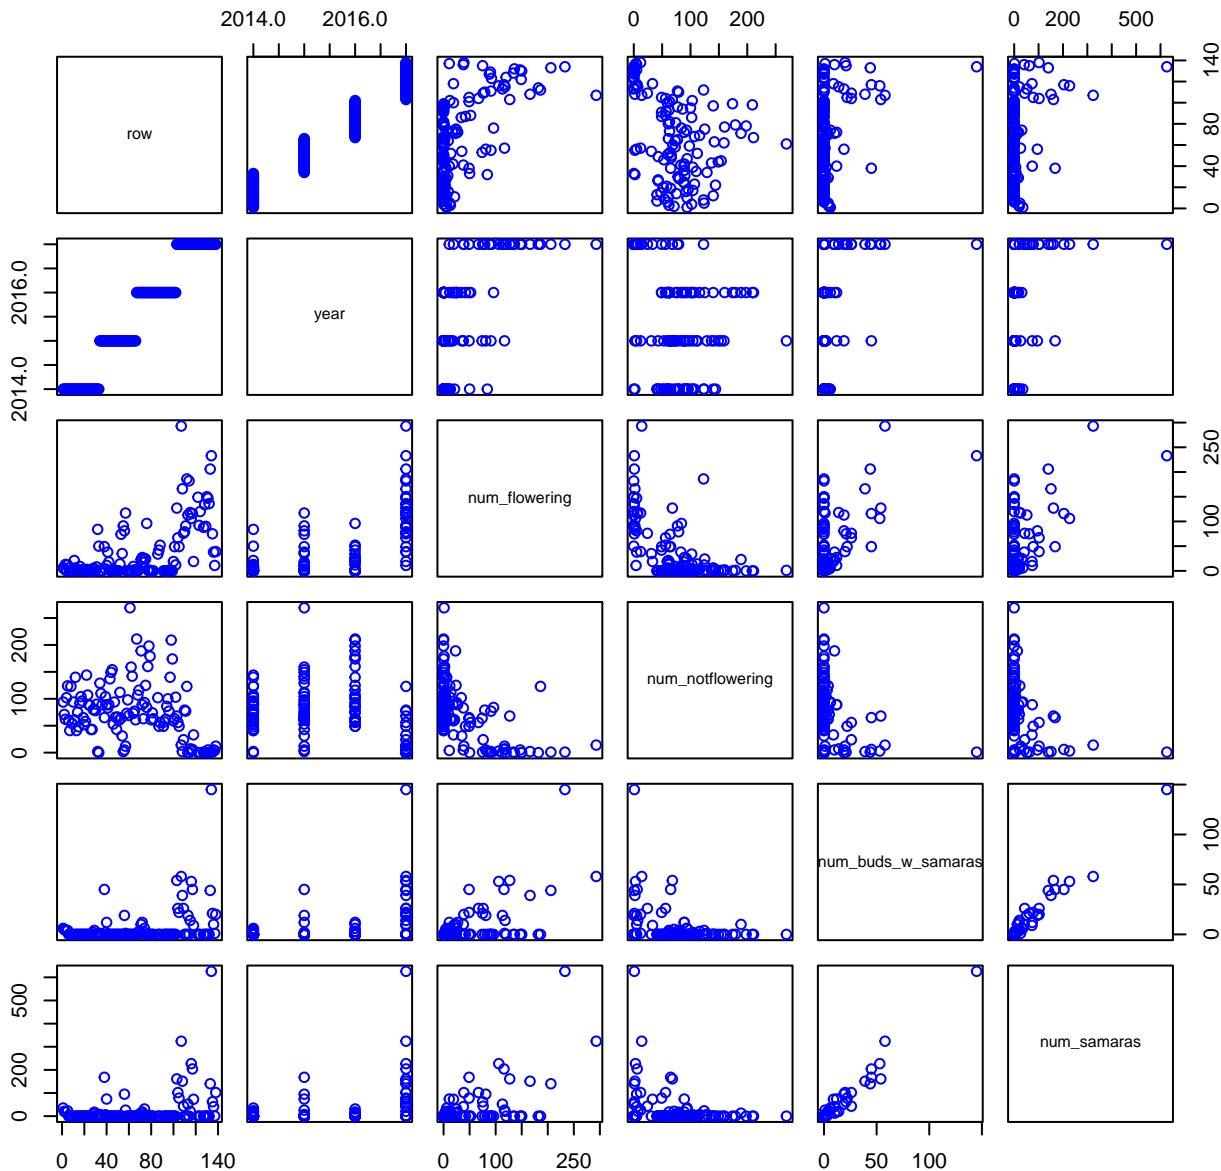 2014.0 2016.0 0 100 200 0 200 500
row 0 40 80 140
2014.0 2016.0 year
num_flowering 0 100 250
0 100 200 num_notflowering
num_buds_w_samaras 0 50 150
0 200 500 num_samaras
0 40 80 140 0 100 250 0 50 100